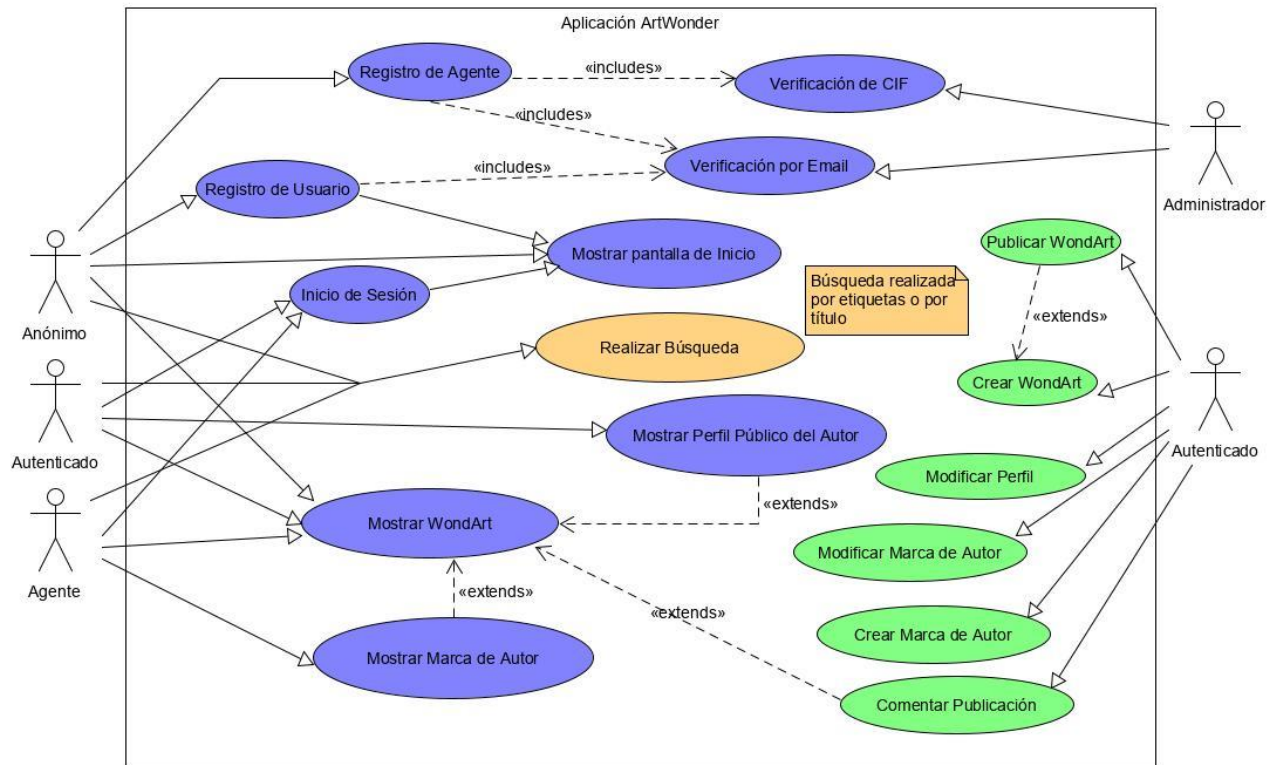 Aplicación ArtWonder
Registro de Agente
«includes»
Verificación de CIF
«includes»
«includes»
Verificación por Email
Registro de Usuario
Administrador
Publicar WondArt
Mostrar pantalla de Inicio
Búsqueda realizada
por etiquetas o por
título
Inicio de Sesión
«extends»
Anónimo
Realizar Búsqueda
Crear WondArt
Mostrar Perfil Público del Autor
Autenticado
Autenticado
Modificar Perfil
«extends»
Mostrar WondArt
Modificar Marca de Autor
Agente
«extends»
«extends»
Crear Marca de Autor
Mostrar Marca de Autor
Comentar Publicación